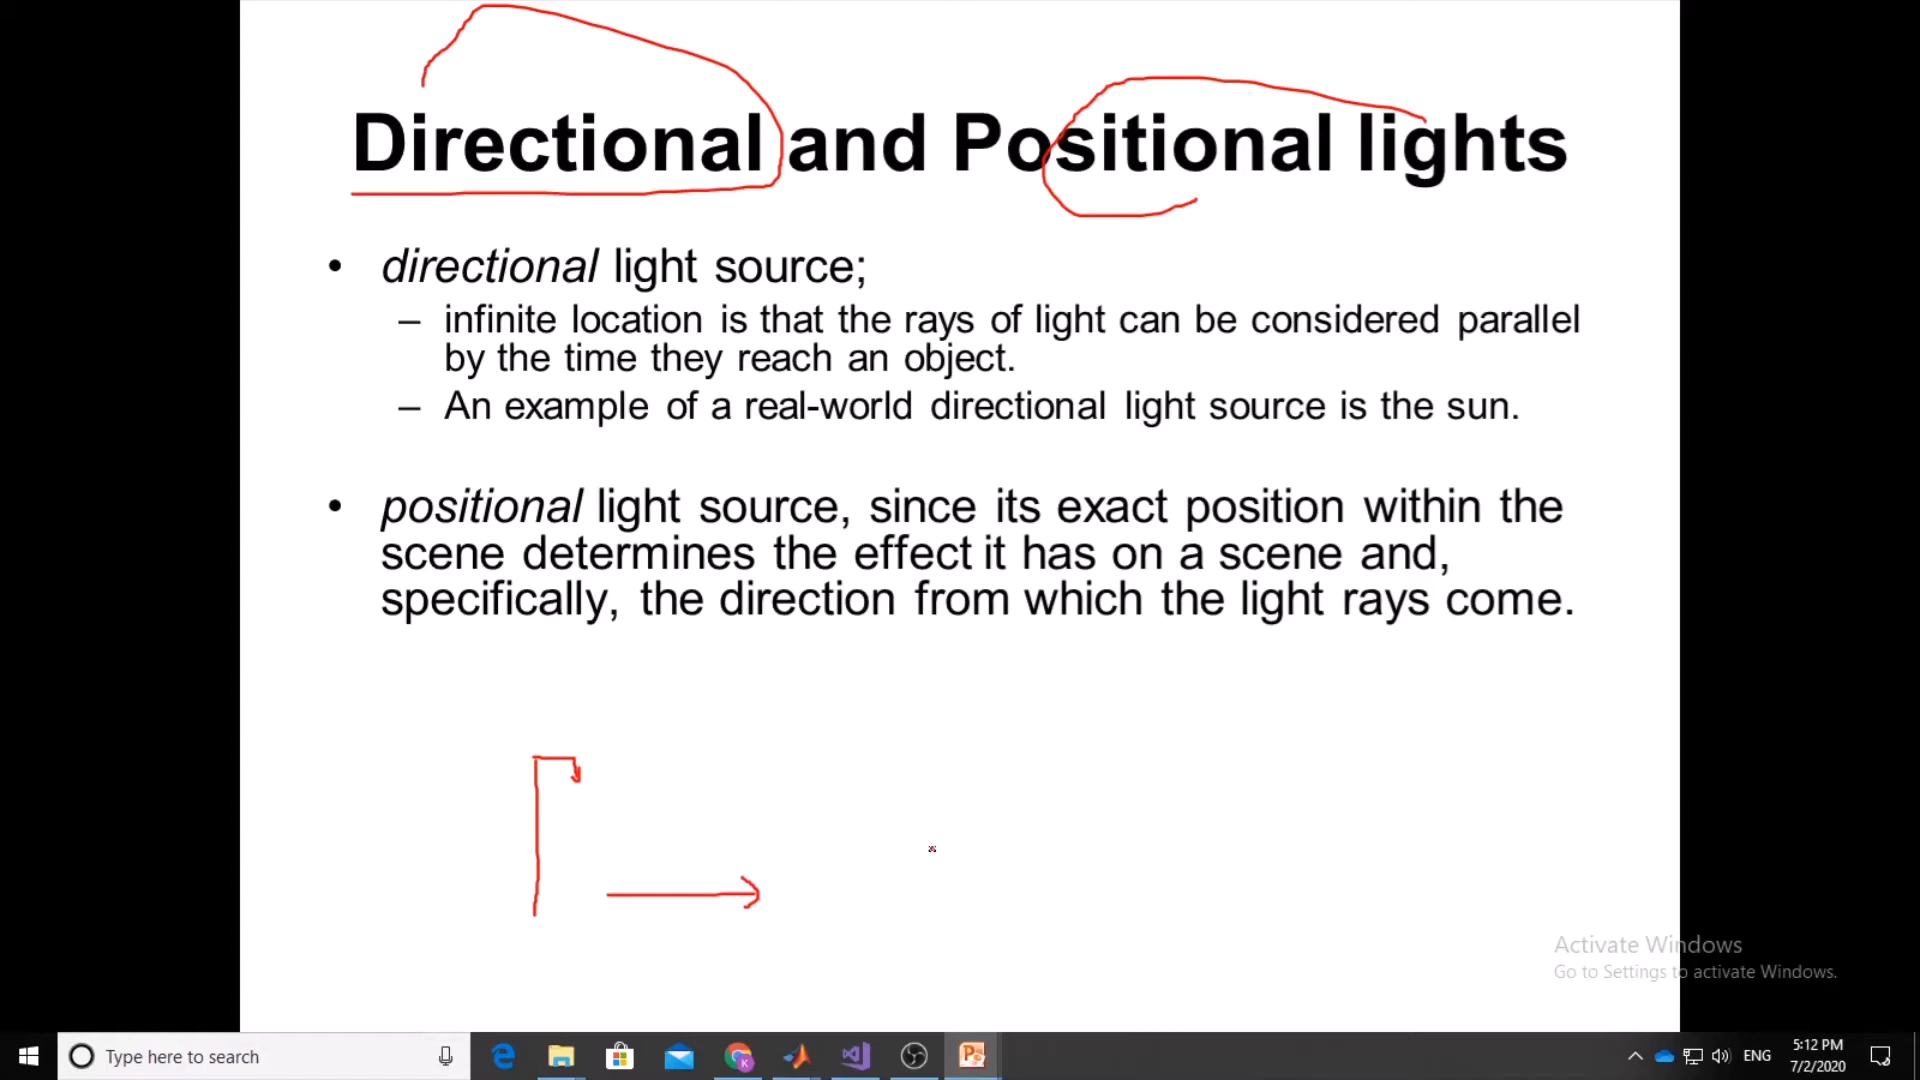 Directional and Positional lights
• directional light source;
– infinite location is that the rays of light can be considered parallel
by the time they reach an object.
– An example of a real-world directional light source is the sun.
• positional light source, since its exact position within the
scene determines the effect it has on a scene and,
specifically, the direction from which the light rays come.
Activate Windows
Go to Settings to activate Windows.
Type here to search
ENG
5:12 PM
7/2/2020